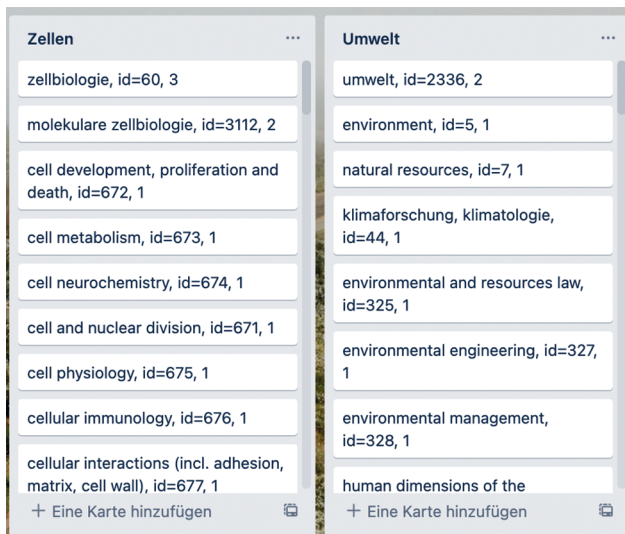 Zellen
zellbiologie, id=60, 3
molekulare zellbiologie, id=3112, 2
cell development, proliferation and
death, id=672, 1
cell metabolism, id=673, 1
cell neurochemistry, id=674, 1
cell and nuclear division, id=671, 1
cell physiology, id=675, 1
cellular immunology, id=676, 1
cellular interactions (incl. adhesion,
matrix, cell wall), id=677, 1
+ Eine Karte hinzufügen
Umwelt
umwelt, id=2336, 2
environment, id=5, 1
natural resources, id=7, 1
klimaforschung, klimatologie,
id=44, 1
environmental and resources law,
id=325, 1
environmental engineering, id=327,
1
environmental management,
id=328, 1
human dimensions of the
+ Eine Karte hinzufügen